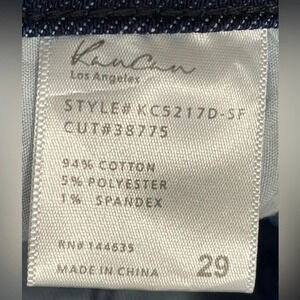 KanCan
Los Angeles
STYLE# KC5217D-SF
CUT#38775
94% COTTON
5% POLYESTER
1% SPANDEX
RN# 144635
MADE IN CHINA 29